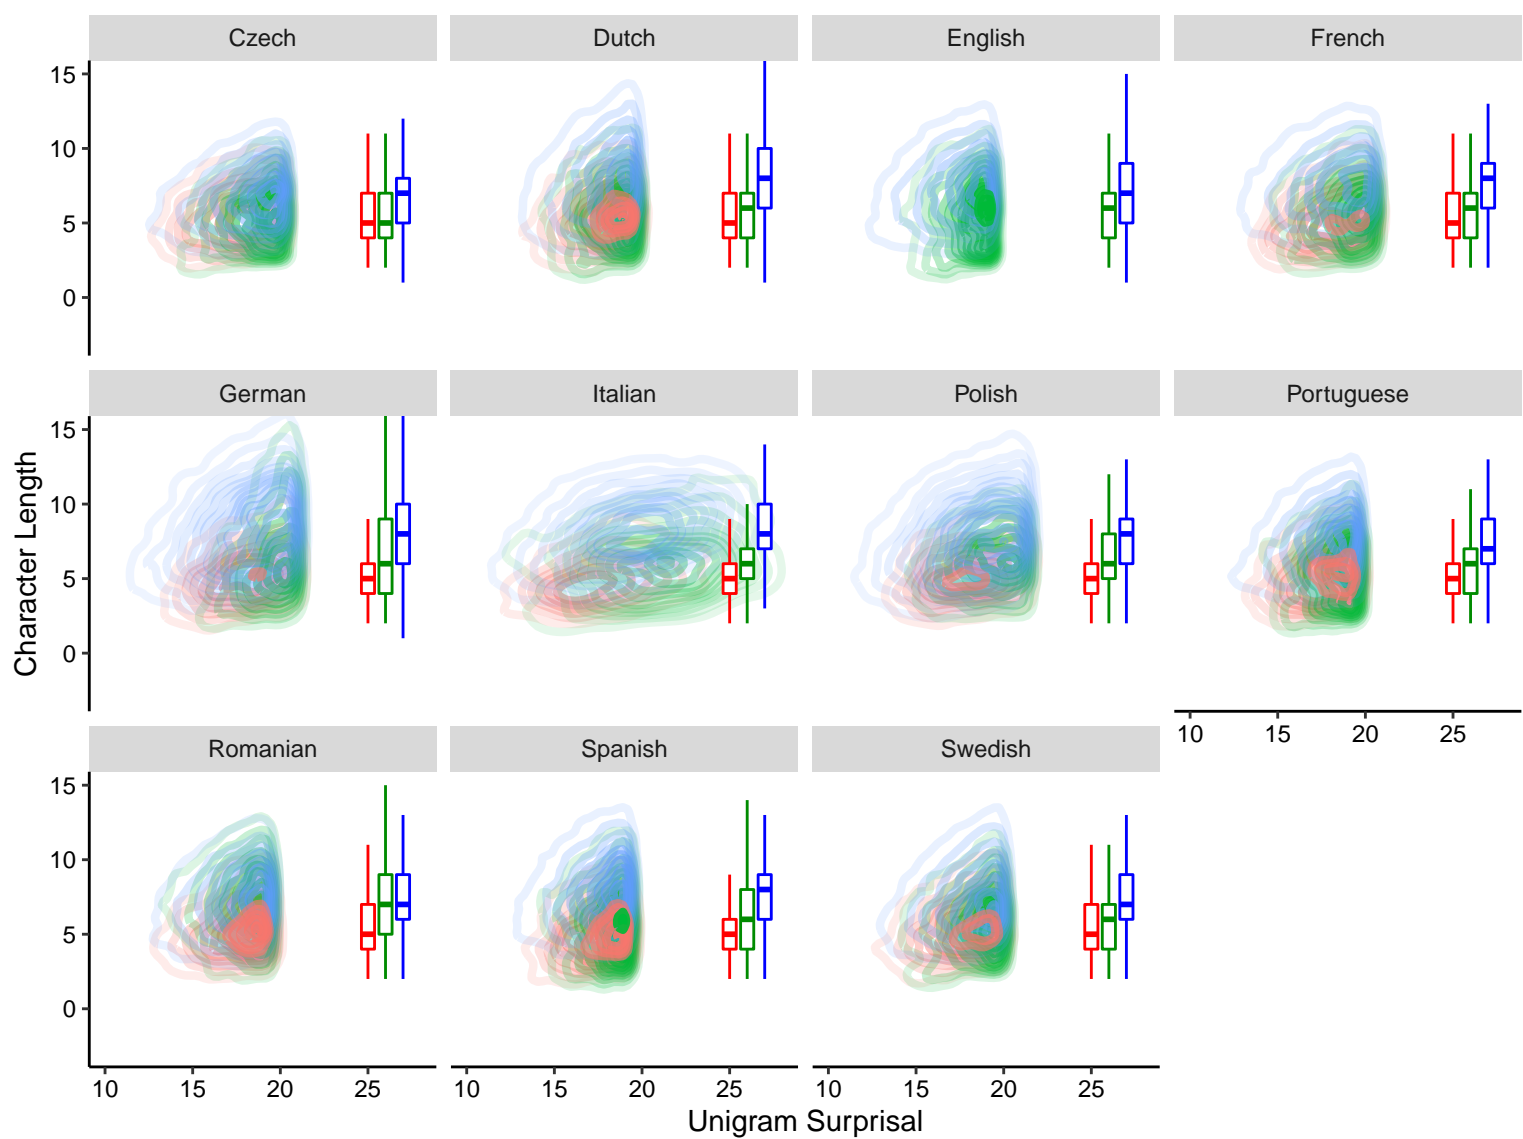 Czech Dutch English French
15
10
5
0
German Italian Polish Portuguese
15
10
5
0
10 15 20 25
Romanian Spanish Swedish
15
10
5
0
10 15 20 25 10 15 20 25 10 15 20 25
Unigram Surprisal
Character Length